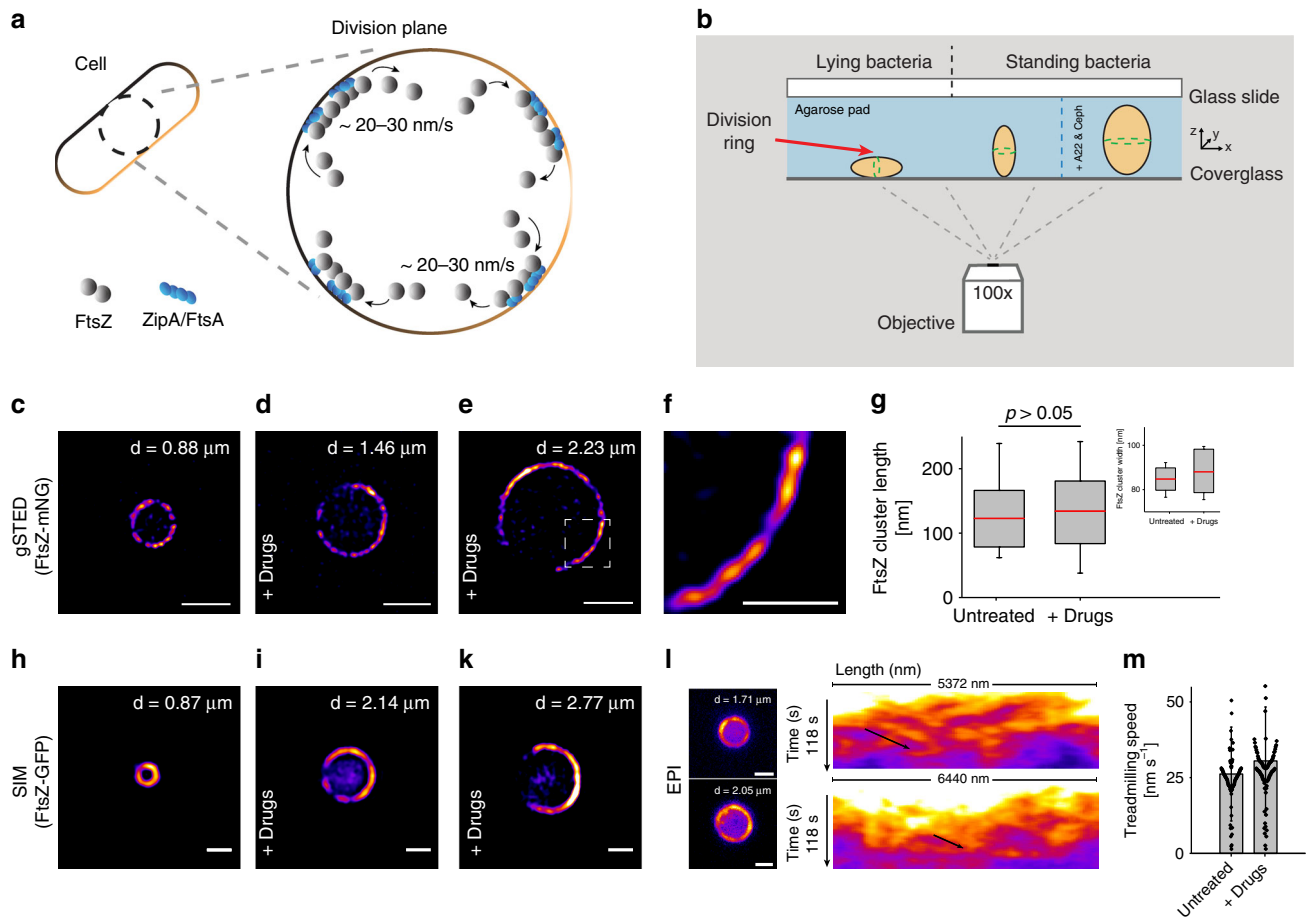 a
Division plane
Cell
~ 20–30 nm/s
~ 20–30 nm/s
FtsZ
ZipA/FtsA
b
Lying bacteria
Standing bacteria
Agarose pad
Glass slide
Division
ring
+ A22 & Ceph
z
y
x
Coverglass
100x
Objective
c
d
e
f
g
gSTED
(FtsZ-mNG)
d = 0.88 μm
+ Drugs
d = 1.46 μm
+ Drugs
d = 2.23 μm
p > 0.05
FtsZ cluster length
[nm]
200
150
100
50
0
Untreated
+ Drugs
FtsZ cluster width [nm]
100
80
Untreated
+ Drugs
h
i
k
l
m
SIM
(FtsZ-GFP)
d = 0.87 μm
+ Drugs
d = 2.14 μm
+ Drugs
d = 2.77 μm
EPI
d = 1.71 μm
d = 2.05 μm
Length (nm)
5372 nm
Time (s)
118 s
6440 nm
Time (s)
118 s
Treadmilling speed
[nm s⁻¹]
50
25
0
Untreated
+ Drugs